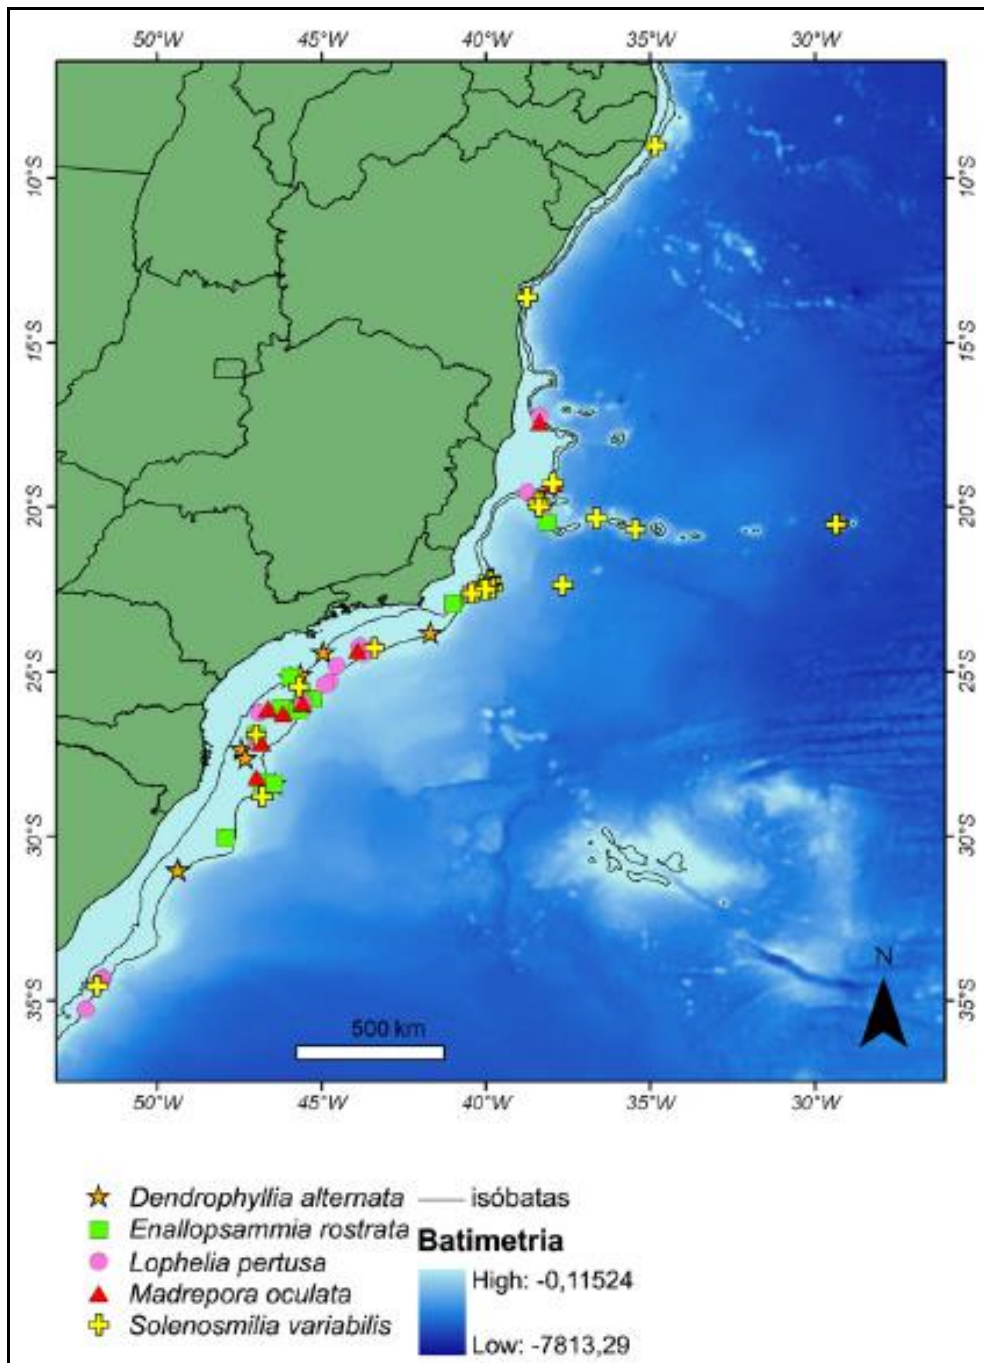 50°W 45°W 40°W 35°W 30°W
10°S 10°S
15°S 15°S
20°S 20°S
25°S 25°S
30°S 30°S
N
35°S 35°S
500 km
50°W 45°W 40°W 35°W 30°W
Dendrophyllia alternata isóbatas
Enallopsammia rostrata Batimetria
Lophelia pertusa High: -0,11524
Madrepora oculata
Solenosmilia variabilis Low: -7813,29